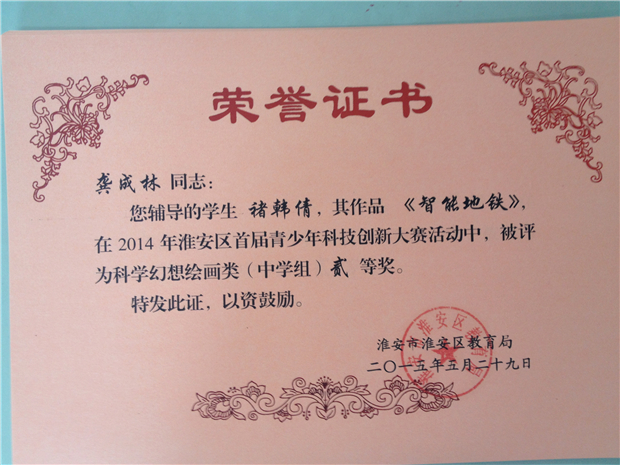 荣誉证书
龚成林 同志：
您辅导的学生 褚韩倩，其作品 《智能地铁》，
在 2014 年淮安区首届青少年科技创新大赛活动中，被评
为科学幻想绘画类（中学组）贰 等奖。
特发此证，以资鼓励。
淮安市淮安区教育局
二〇一五年五月二十九日